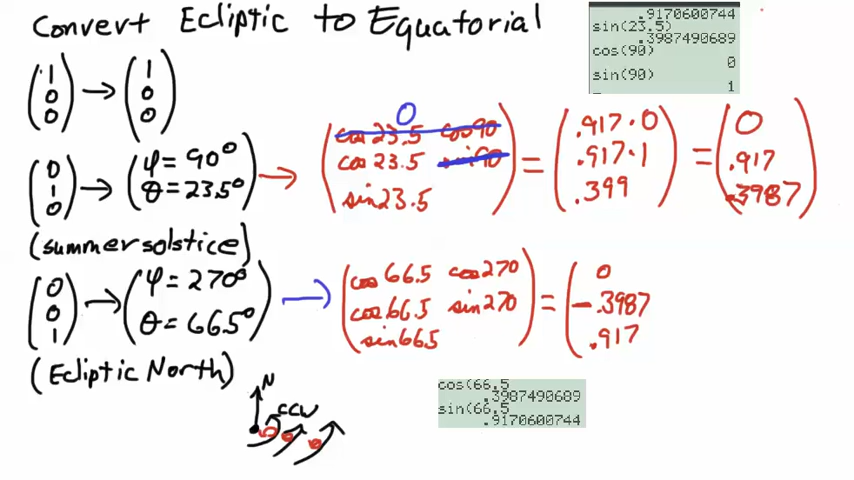 Convert Ecliptic to Equatorial
.9170600744
sin(23.5)
.3987490689
cos(90)
0
sin(90)
1
(1 0 0) → (1 0 0)
(0 1 0) → (φ = 90° θ = 23.5°) → (cos 23.5 cos 90 0 cos 23.5 sin 90 sin 23.5) = (.917·0 .917·1 .399) = (0 .917 .3987)
(summer solstice)
(0 0 1) → (φ = 270° θ = 66.5°) → (cos 66.5 cos 270 cos 66.5 sin 270 sin 66.5) = (0 -.3987 .917)
(Ecliptic North)
N
CCW
cos(66.5
.3987490689
sin(66.5
.9170600744